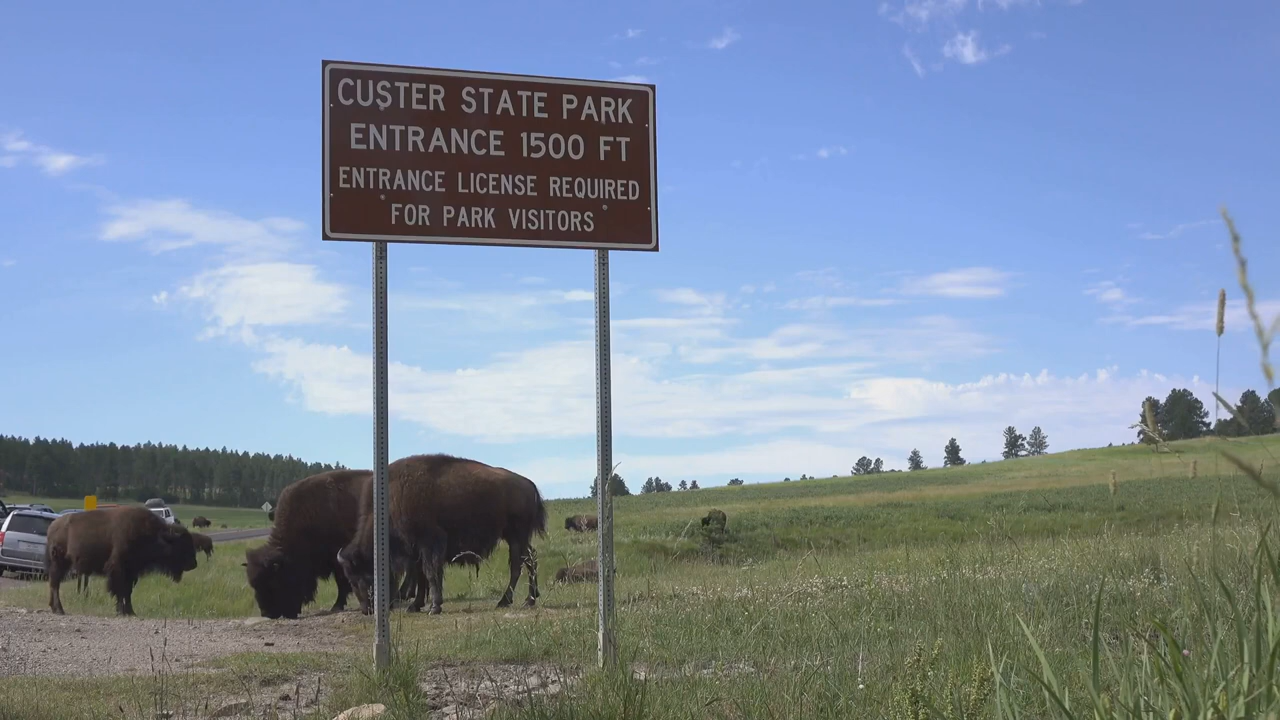 CUSTER STATE PARK
ENTRANCE 1500 FT
ENTRANCE LICENSE REQUIRED
FOR PARK VISITORS